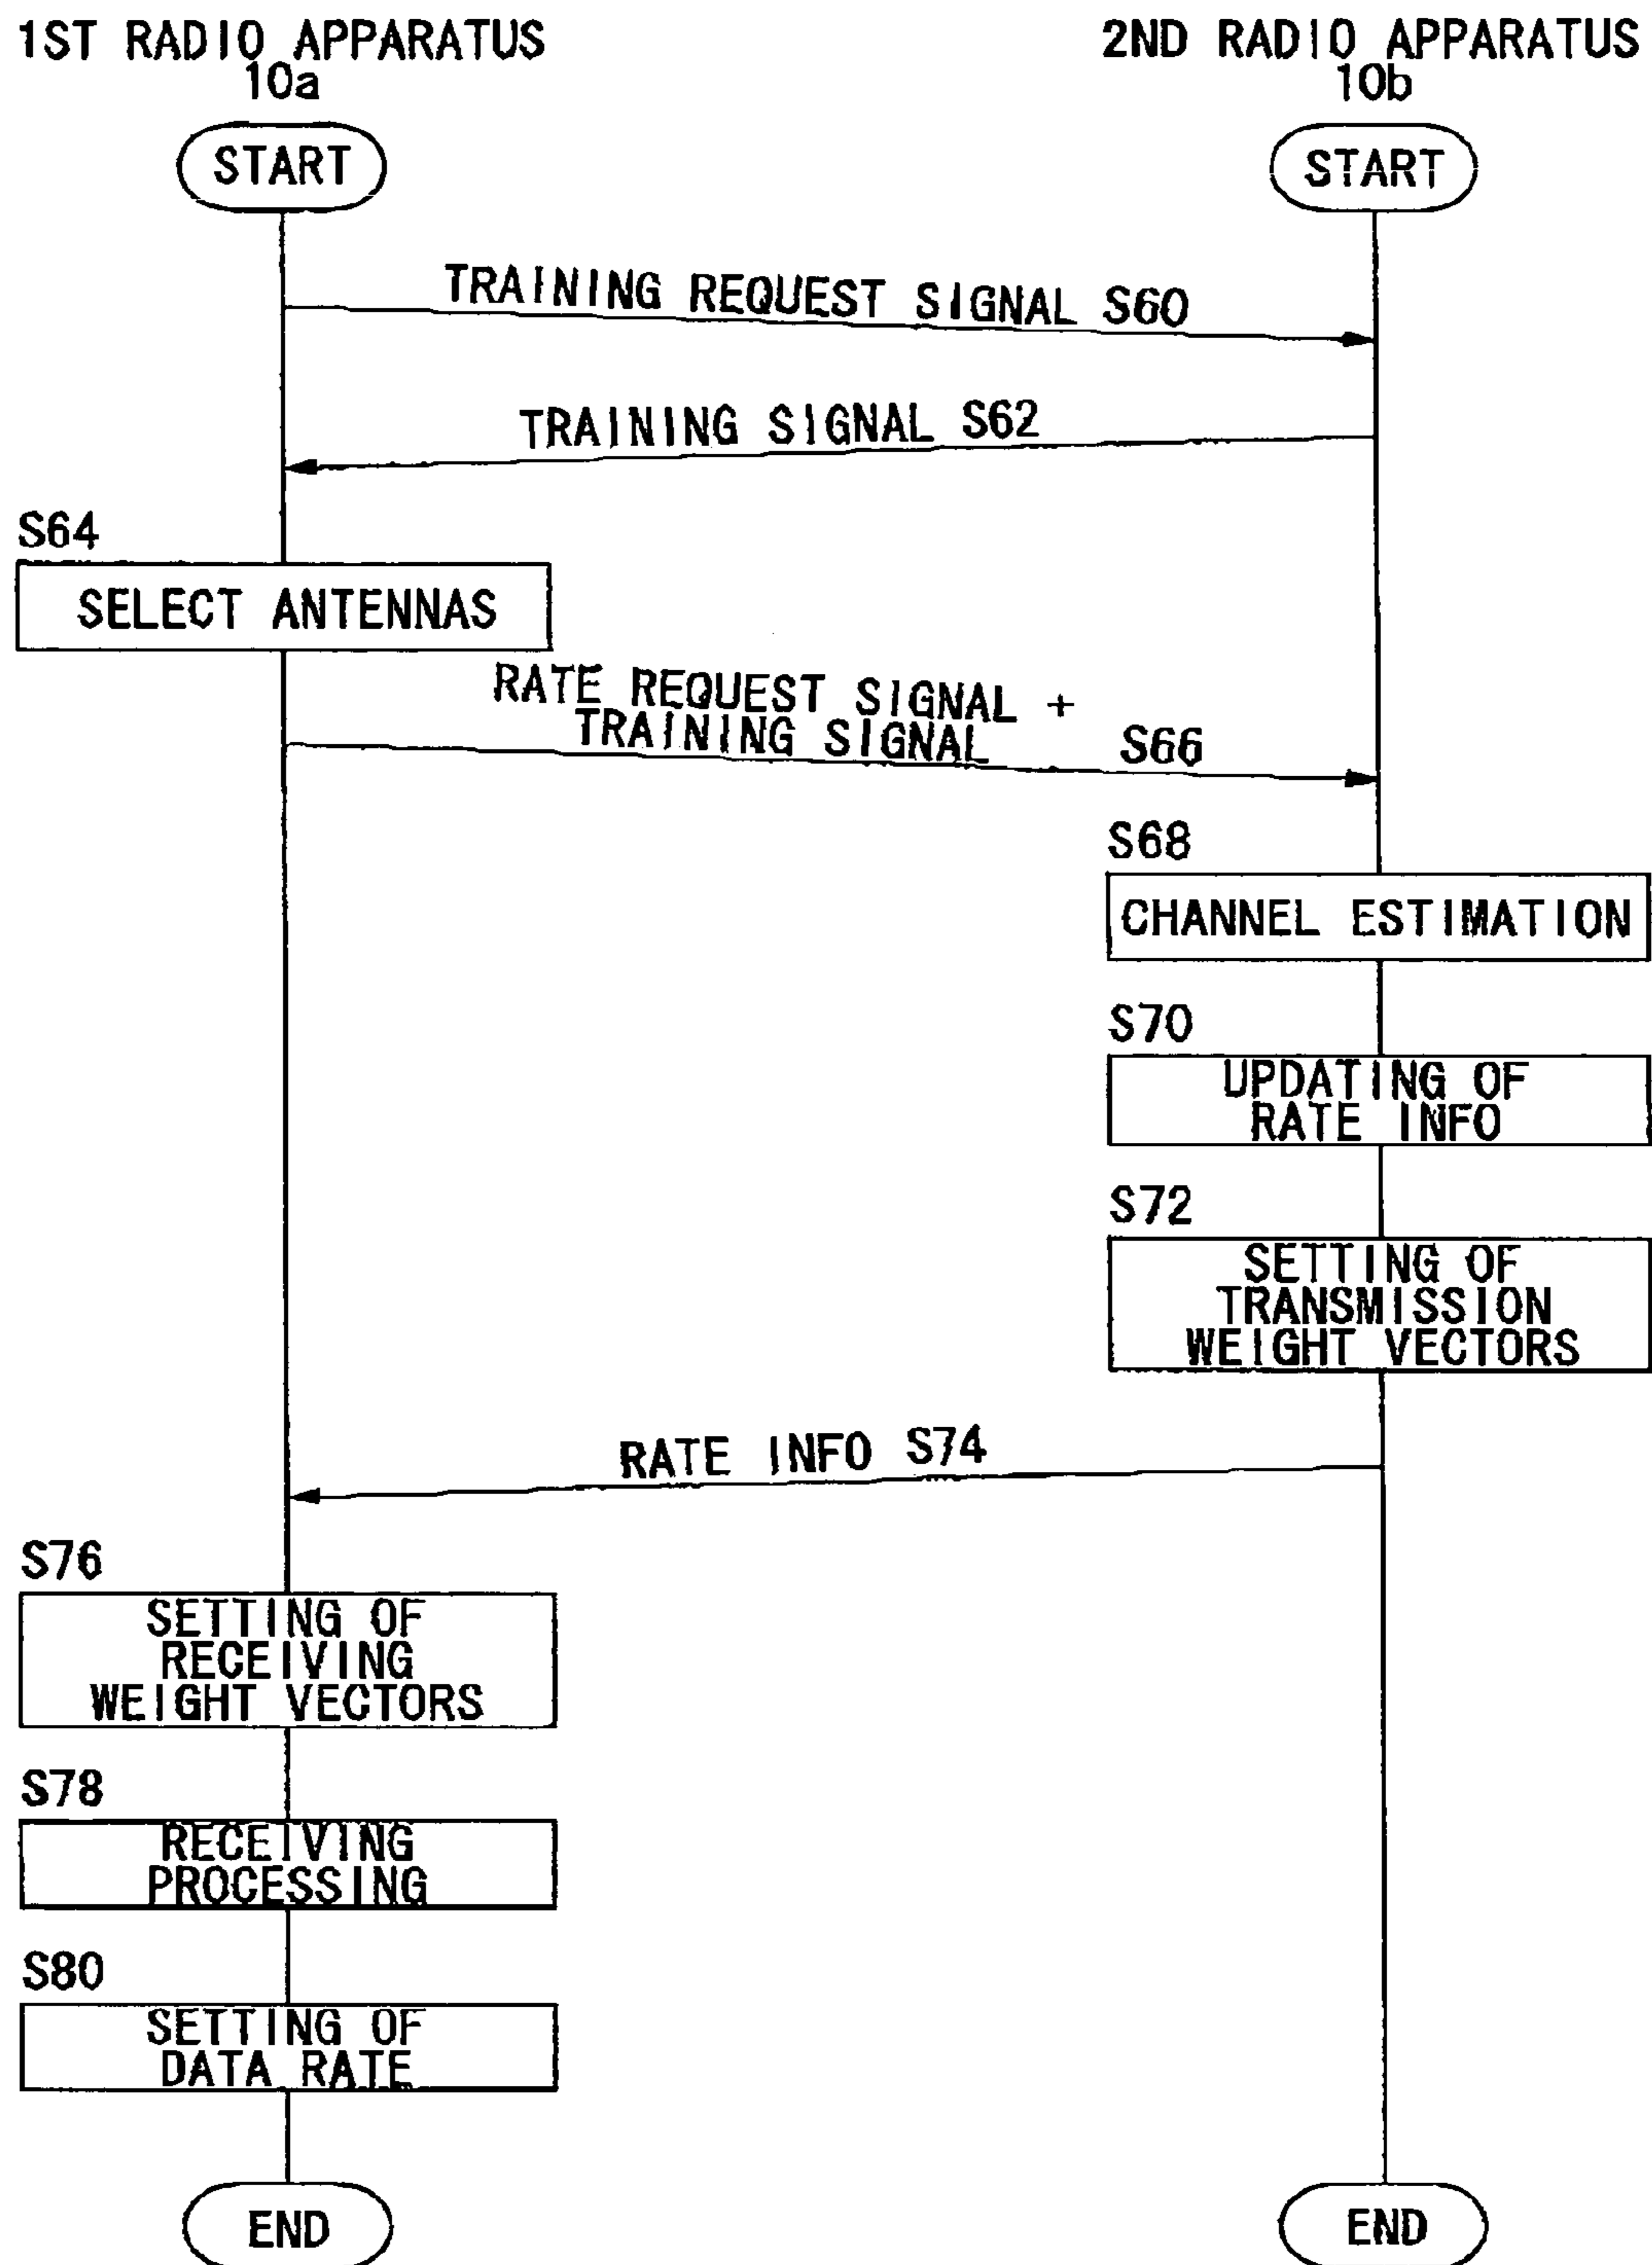 1ST RADIO APPARATUS
10a
2ND RADIO APPARATUS
10b
START
START
TRAINING REQUEST SIGNAL S60
TRAINING SIGNAL S62
S64
SELECT ANTENNAS
RATE REQUEST SIGNAL +
TRAINING SIGNAL S66
S68
CHANNEL ESTIMATION
S70
UPDATING OF
RATE INFO
S72
SETTING OF
TRANSMISSION
WEIGHT VECTORS
RATE INFO S74
S76
SETTING OF
RECEIVING
WEIGHT VECTORS
S78
RECEIVING
PROCESSING
S80
SETTING OF
DATA RATE
END
END